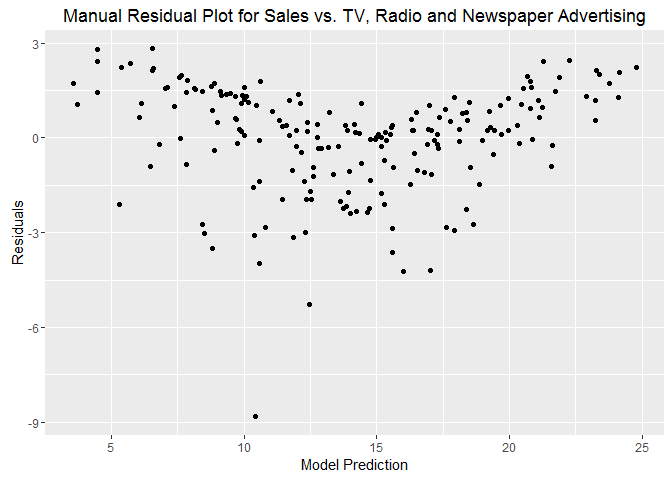 Manual Residual Plot for Sales vs. TV, Radio and Newspaper Advertising
3
0
-3
-6
-9
Residuals
5 10 15 20 25
Model Prediction